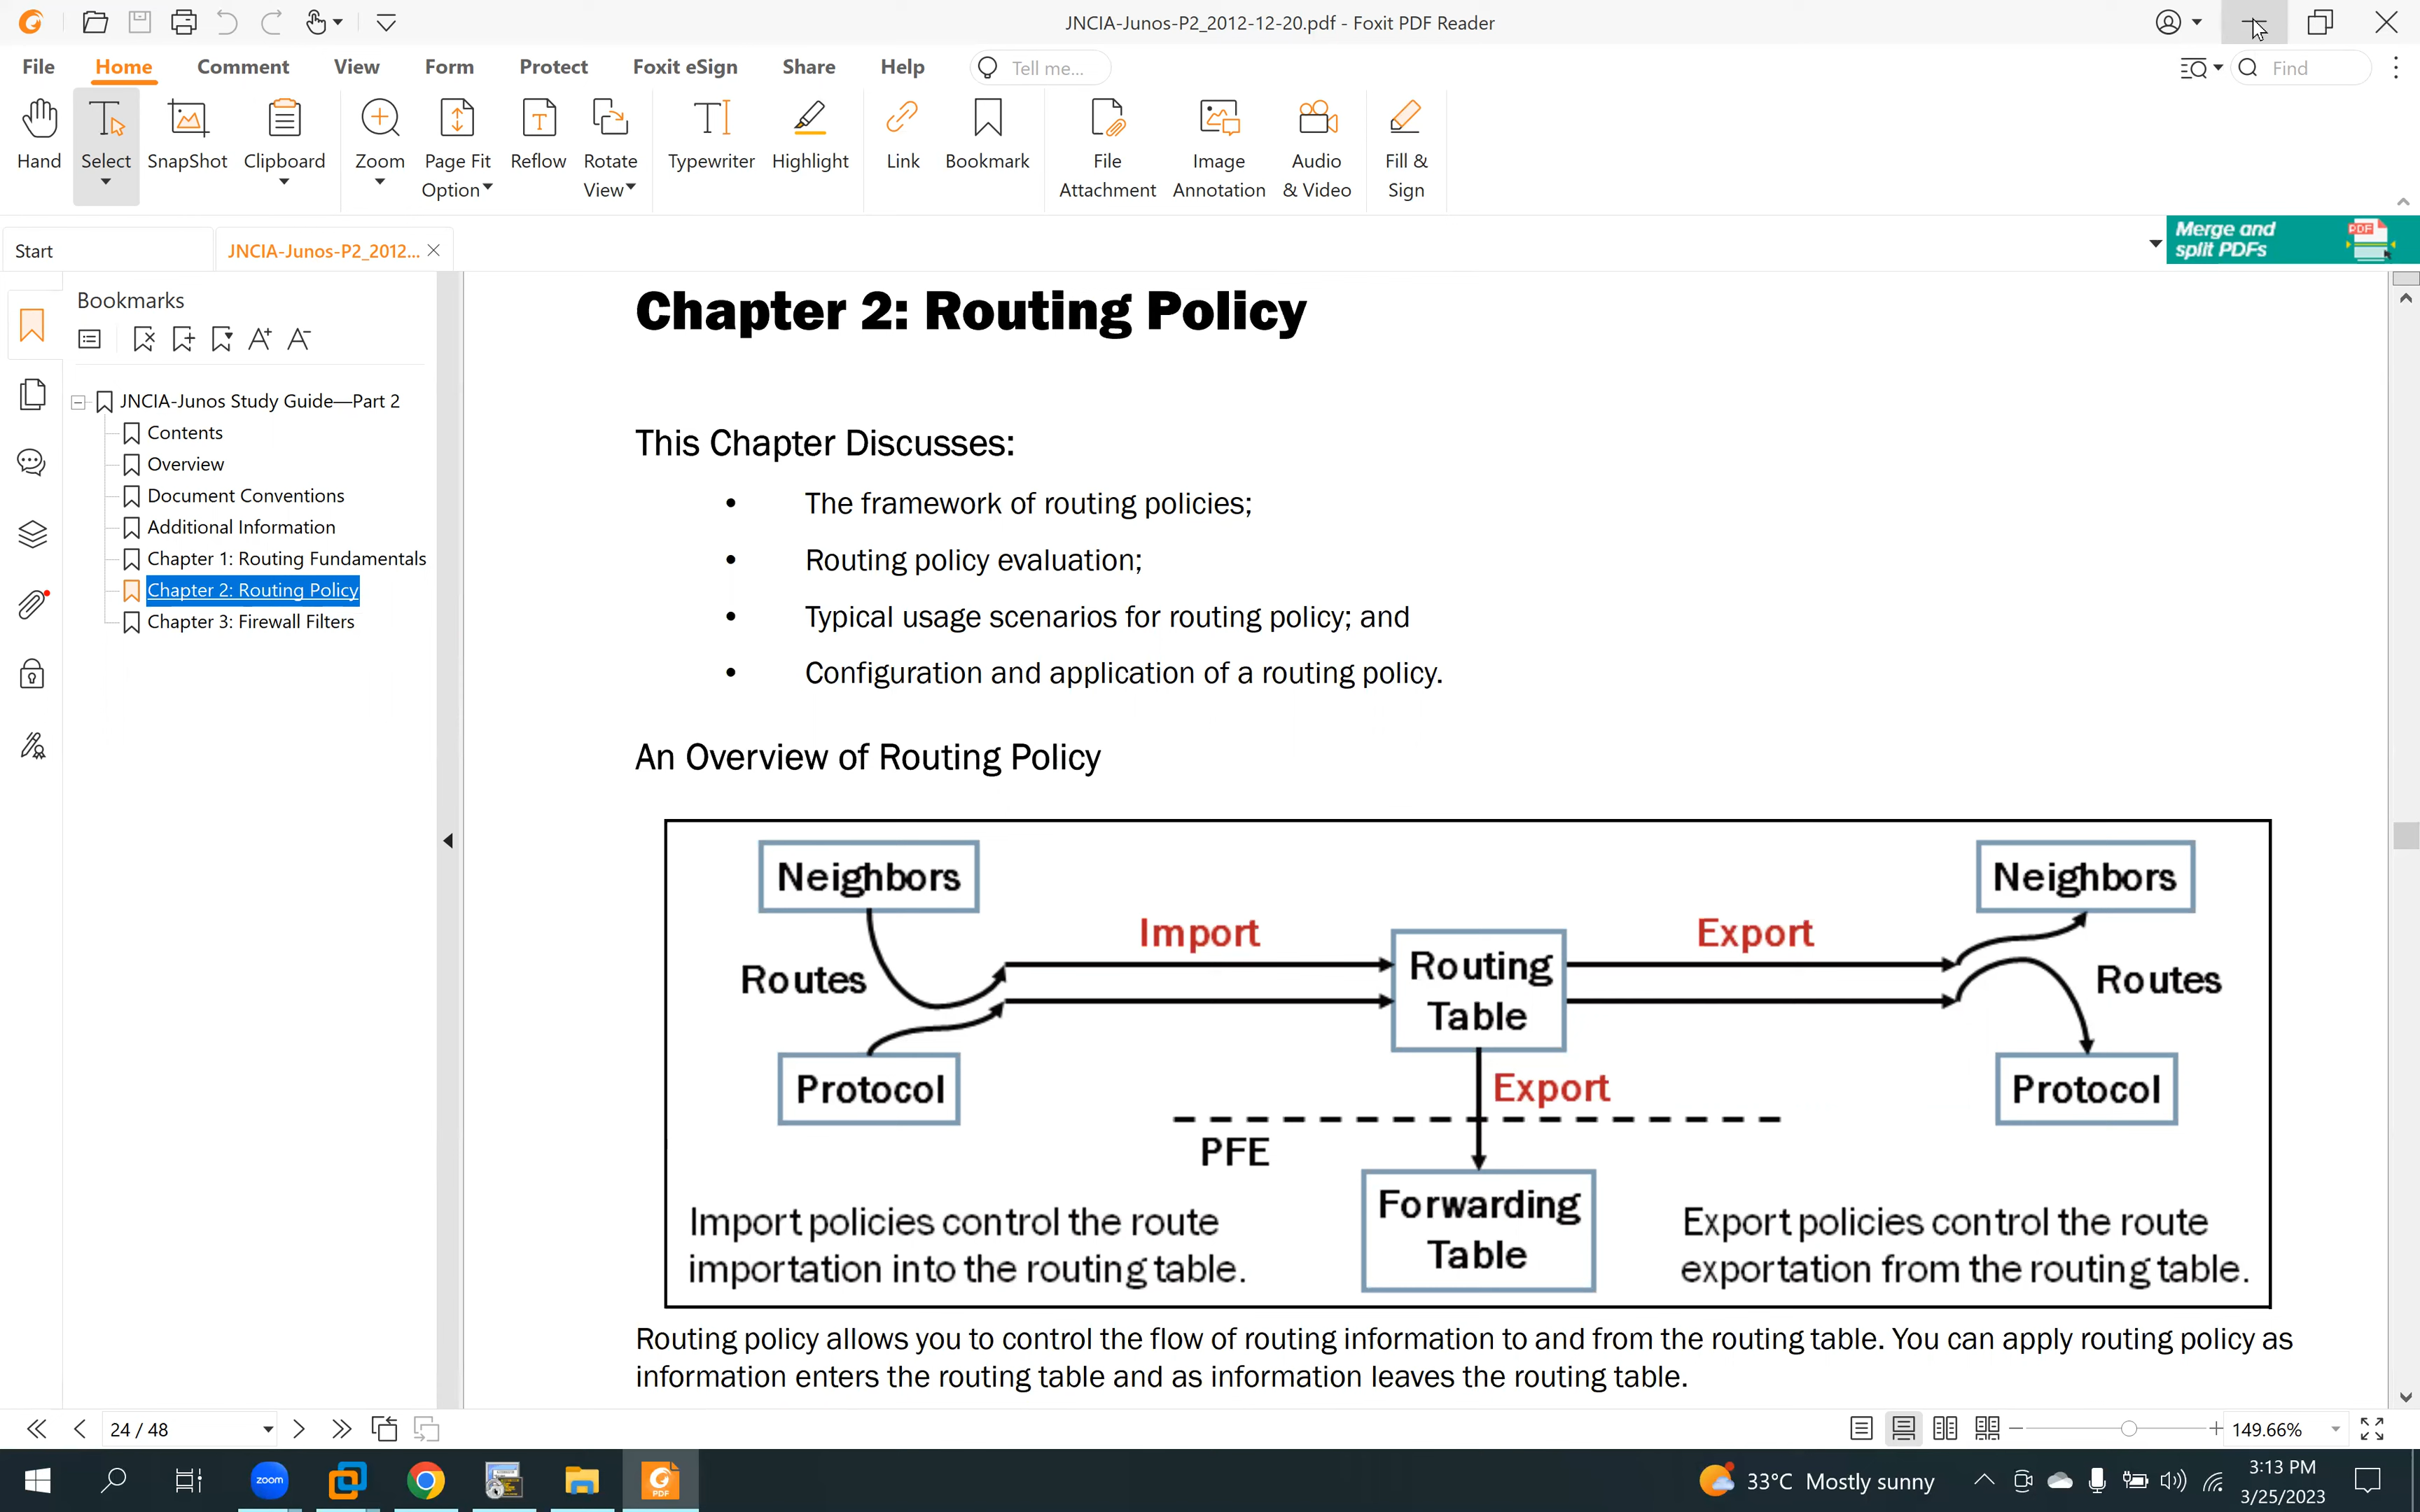 JNCIA-Junos-P2_2012-12-20.pdf - Foxit PDF Reader
File Home Comment View Form Protect Foxit eSign Share Help Tell me... Find
Hand Select SnapShot Clipboard Zoom Page Fit Option Reflow Rotate View Typewriter Highlight Link Bookmark File Attachment Image Annotation Audio & Video Fill & Sign
Start JNCIA-Junos-P2_2012...
Merge and
split PDFs
PDF
Bookmarks
JNCIA-Junos Study Guide—Part 2
Contents
Overview
Document Conventions
Additional Information
Chapter 1: Routing Fundamentals
Chapter 2: Routing Policy
Chapter 3: Firewall Filters
Chapter 2: Routing Policy
This Chapter Discusses:
• The framework of routing policies;
• Routing policy evaluation;
• Typical usage scenarios for routing policy; and
• Configuration and application of a routing policy.
An Overview of Routing Policy
Neighbors
Neighbors
Import
Export
Routes
Routing
Table
Routes
Protocol
Export
Protocol
PFE
Forwarding
Table
Import policies control the route
importation into the routing table.
Export policies control the route
exportation from the routing table.
Routing policy allows you to control the flow of routing information to and from the routing table. You can apply routing policy as
information enters the routing table and as information leaves the routing table.
24 / 48
149.66%
zoom
PDF
33°C Mostly sunny
3:13 PM
3/25/2023